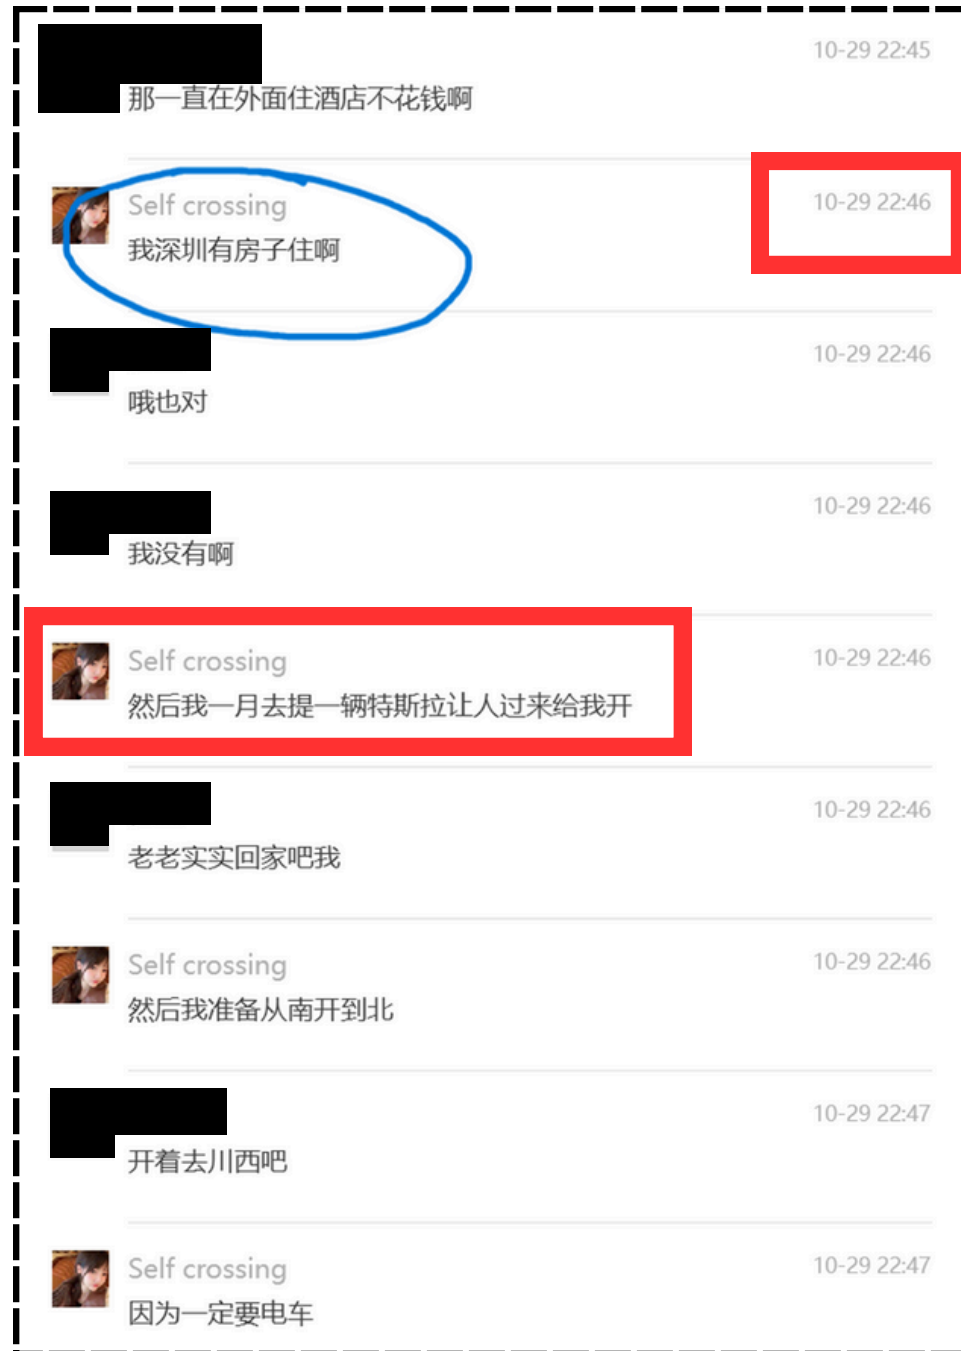 10-29 22:45
那一直在外面住酒店不花钱啊
Self crossing
10-29 22:46
我深圳有房子住啊
10-29 22:46
哦也对
10-29 22:46
我没有啊
Self crossing
10-29 22:46
然后我一月去提一辆特斯拉让人过来给我开
10-29 22:46
老老实实回家吧我
Self crossing
10-29 22:46
然后我准备从南开到北
10-29 22:47
开着去川西吧
Self crossing
10-29 22:47
因为一定要电车